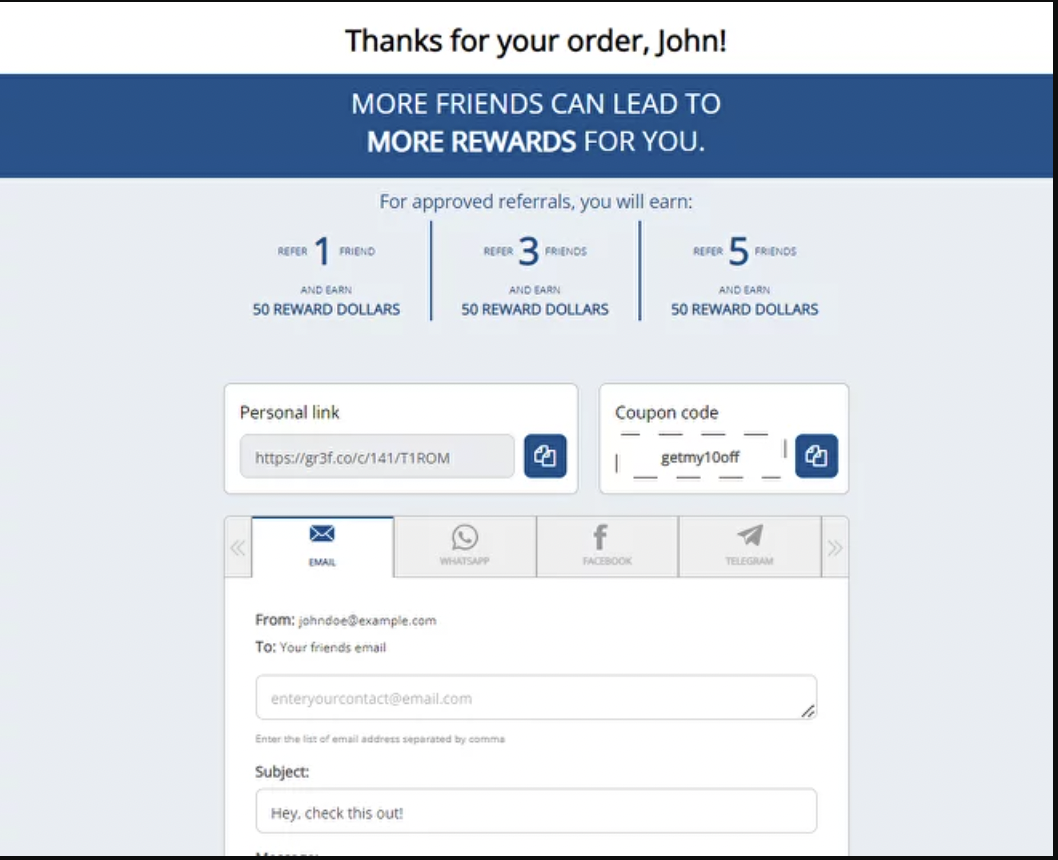 Thanks for your order, John!
MORE FRIENDS CAN LEAD TO
MORE REWARDS FOR YOU.
For approved referrals, you will earn:
REFER 1 FRIEND
AND EARN
50 REWARD DOLLARS
REFER 3 FRIENDS
AND EARN
50 REWARD DOLLARS
REFER 5 FRIENDS
AND EARN
50 REWARD DOLLARS
Personal link
https://gr3f.co/c/141/T1ROM
Coupon code
getmy10off
EMAIL
WHATSAPP
FACEBOOK
TELEGRAM
From: johndoe@example.com
To: Your friends email
enteryourcontact@email.com
Enter the list of email address separated by comma
Subject:
Hey, check this out!